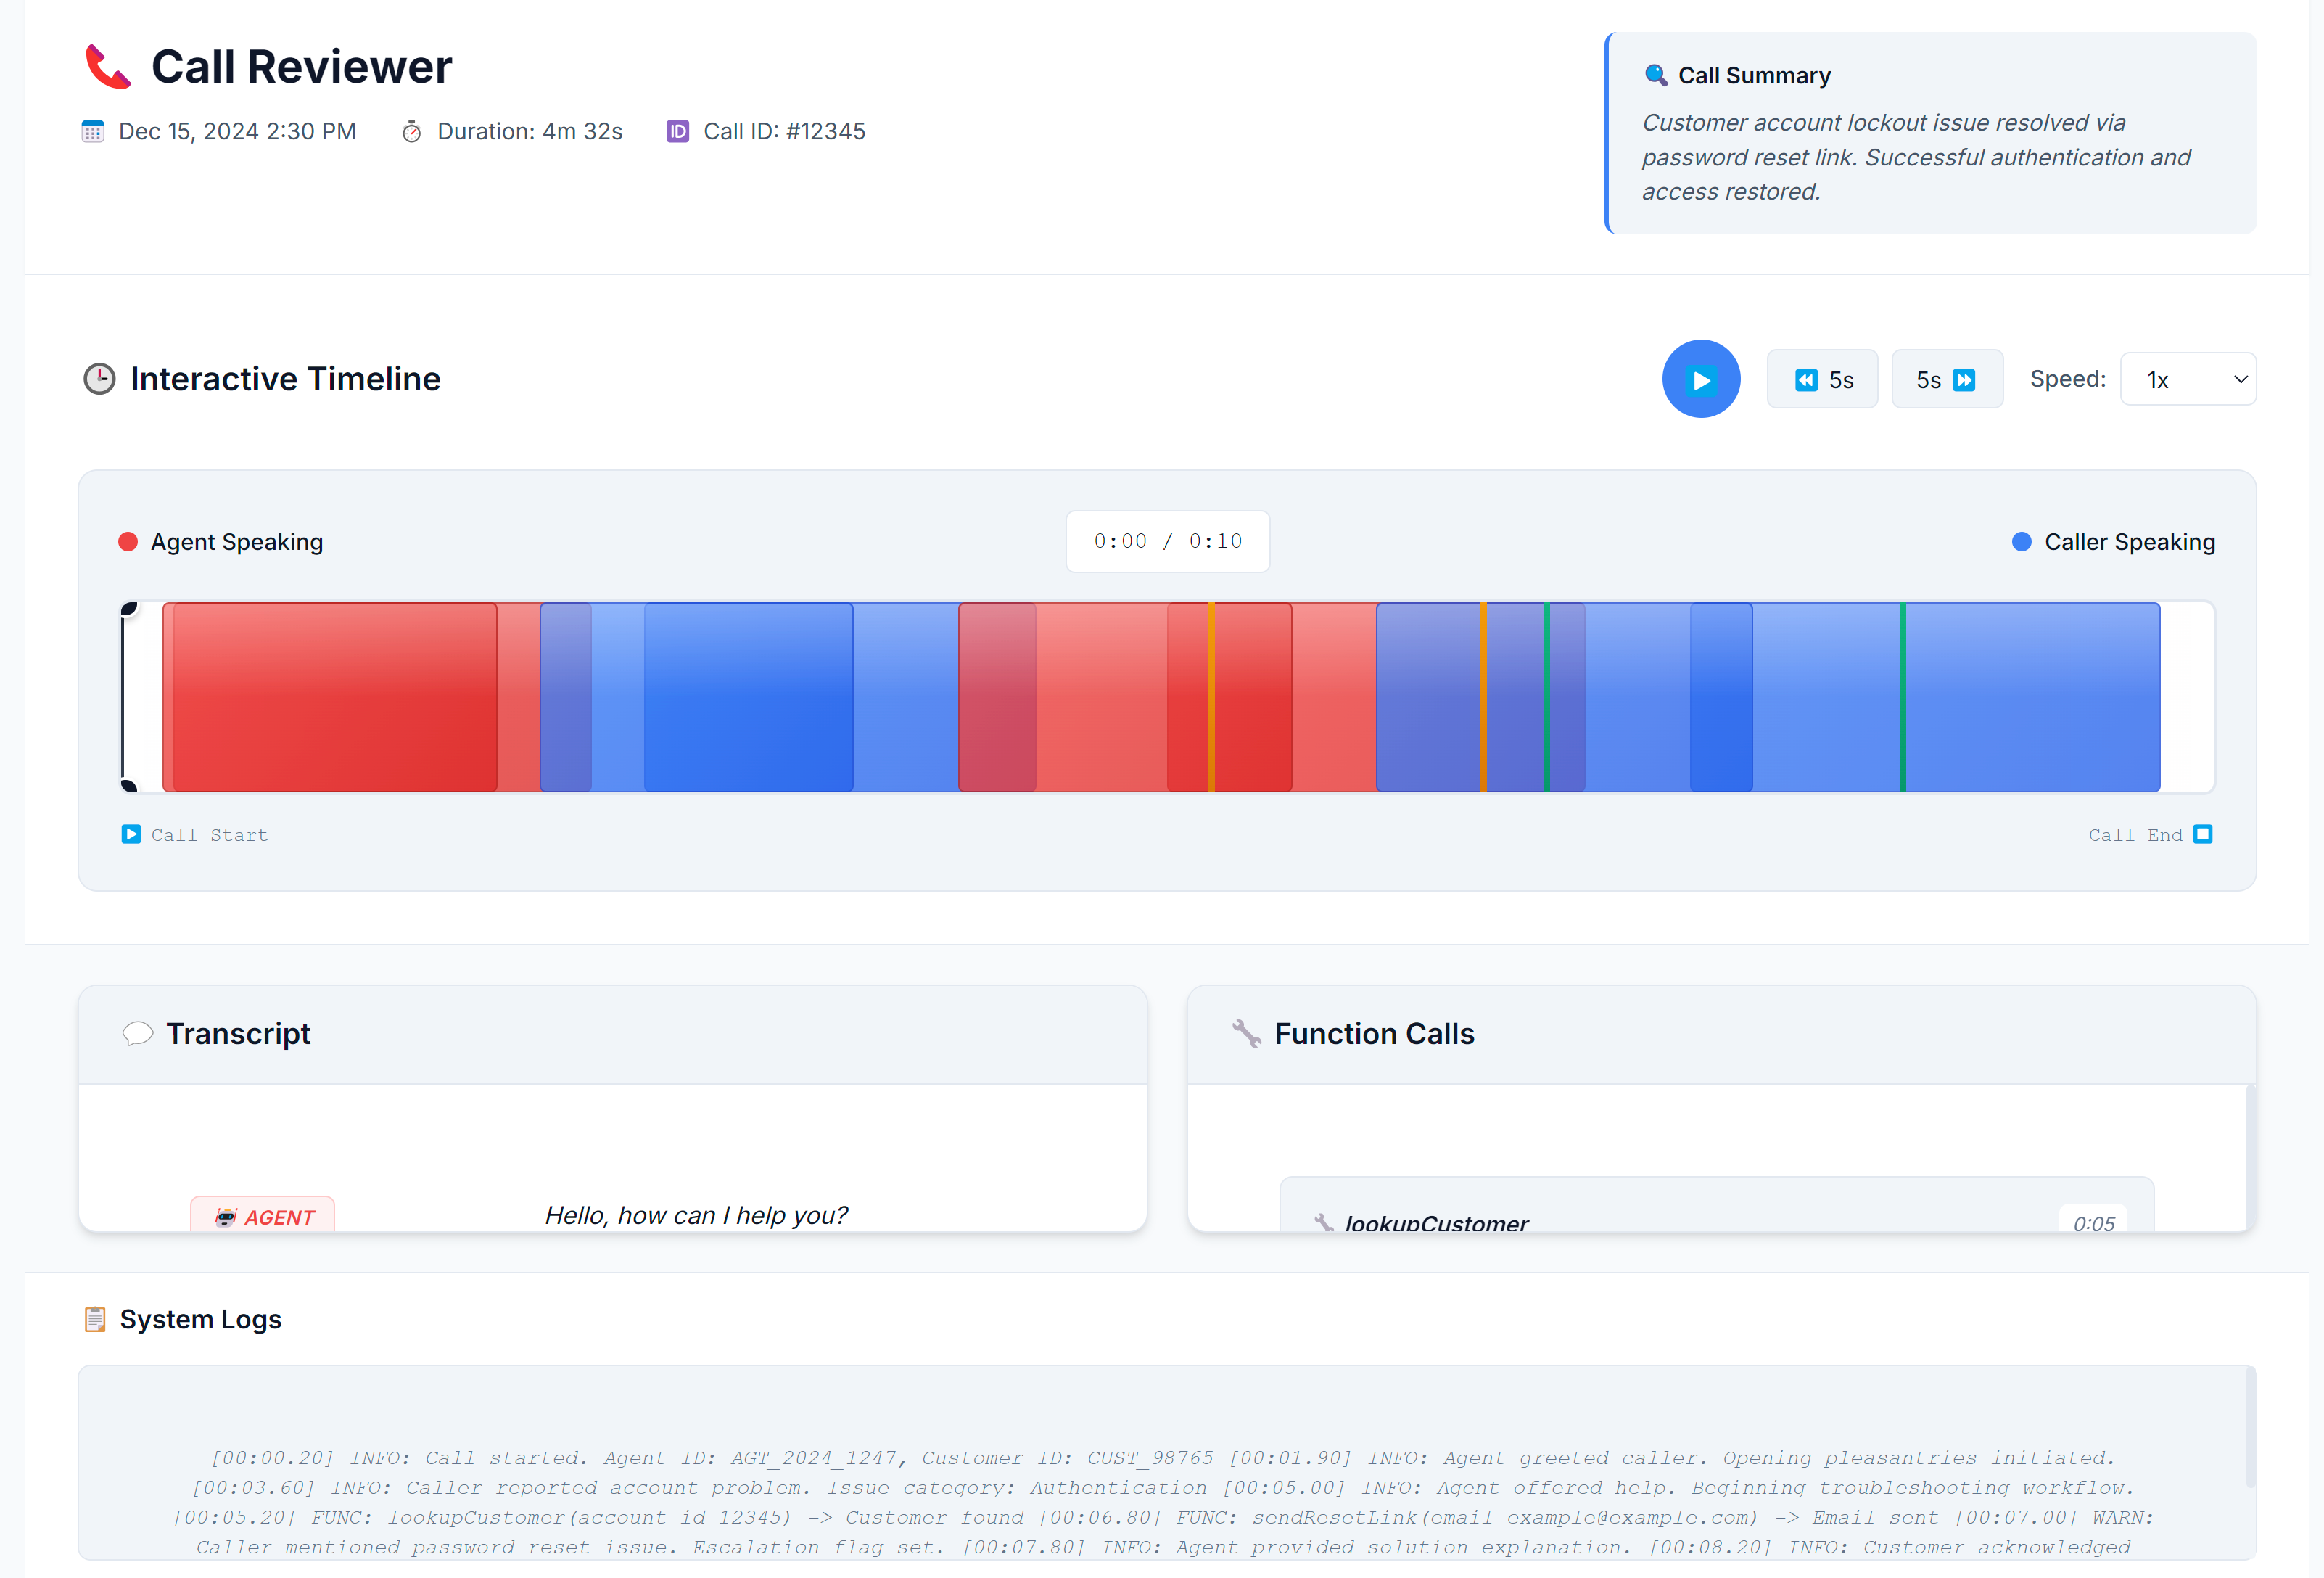 Call Reviewer
Dec 15, 2024 2:30 PM
Duration: 4m 32s
ID
Call ID: #12345
Call Summary
Customer account lockout issue resolved via
password reset link. Successful authentication and
access restored.
Interactive Timeline
5s
5s
Speed:
1x
Agent Speaking
0:00 / 0:10
Caller Speaking
Call Start
Call End
Transcript
AGENT
Hello, how can I help you?
Function Calls
lookupCustomer
0:05
System Logs
[00:00.20] INFO: Call started. Agent ID: AGT_2024_1247, Customer ID: CUST_98765 [00:01.90] INFO: Agent greeted caller. Opening pleasantries initiated.
[00:03.60] INFO: Caller reported account problem. Issue category: Authentication [00:05.00] INFO: Agent offered help. Beginning troubleshooting workflow.
[00:05.20] FUNC: lookupCustomer(account_id=12345) -> Customer found [00:06.80] FUNC: sendResetLink(email=example@example.com) -> Email sent [00:07.00] WARN:
Caller mentioned password reset issue. Escalation flag set. [00:07.80] INFO: Agent provided solution explanation. [00:08.20] INFO: Customer acknowledged